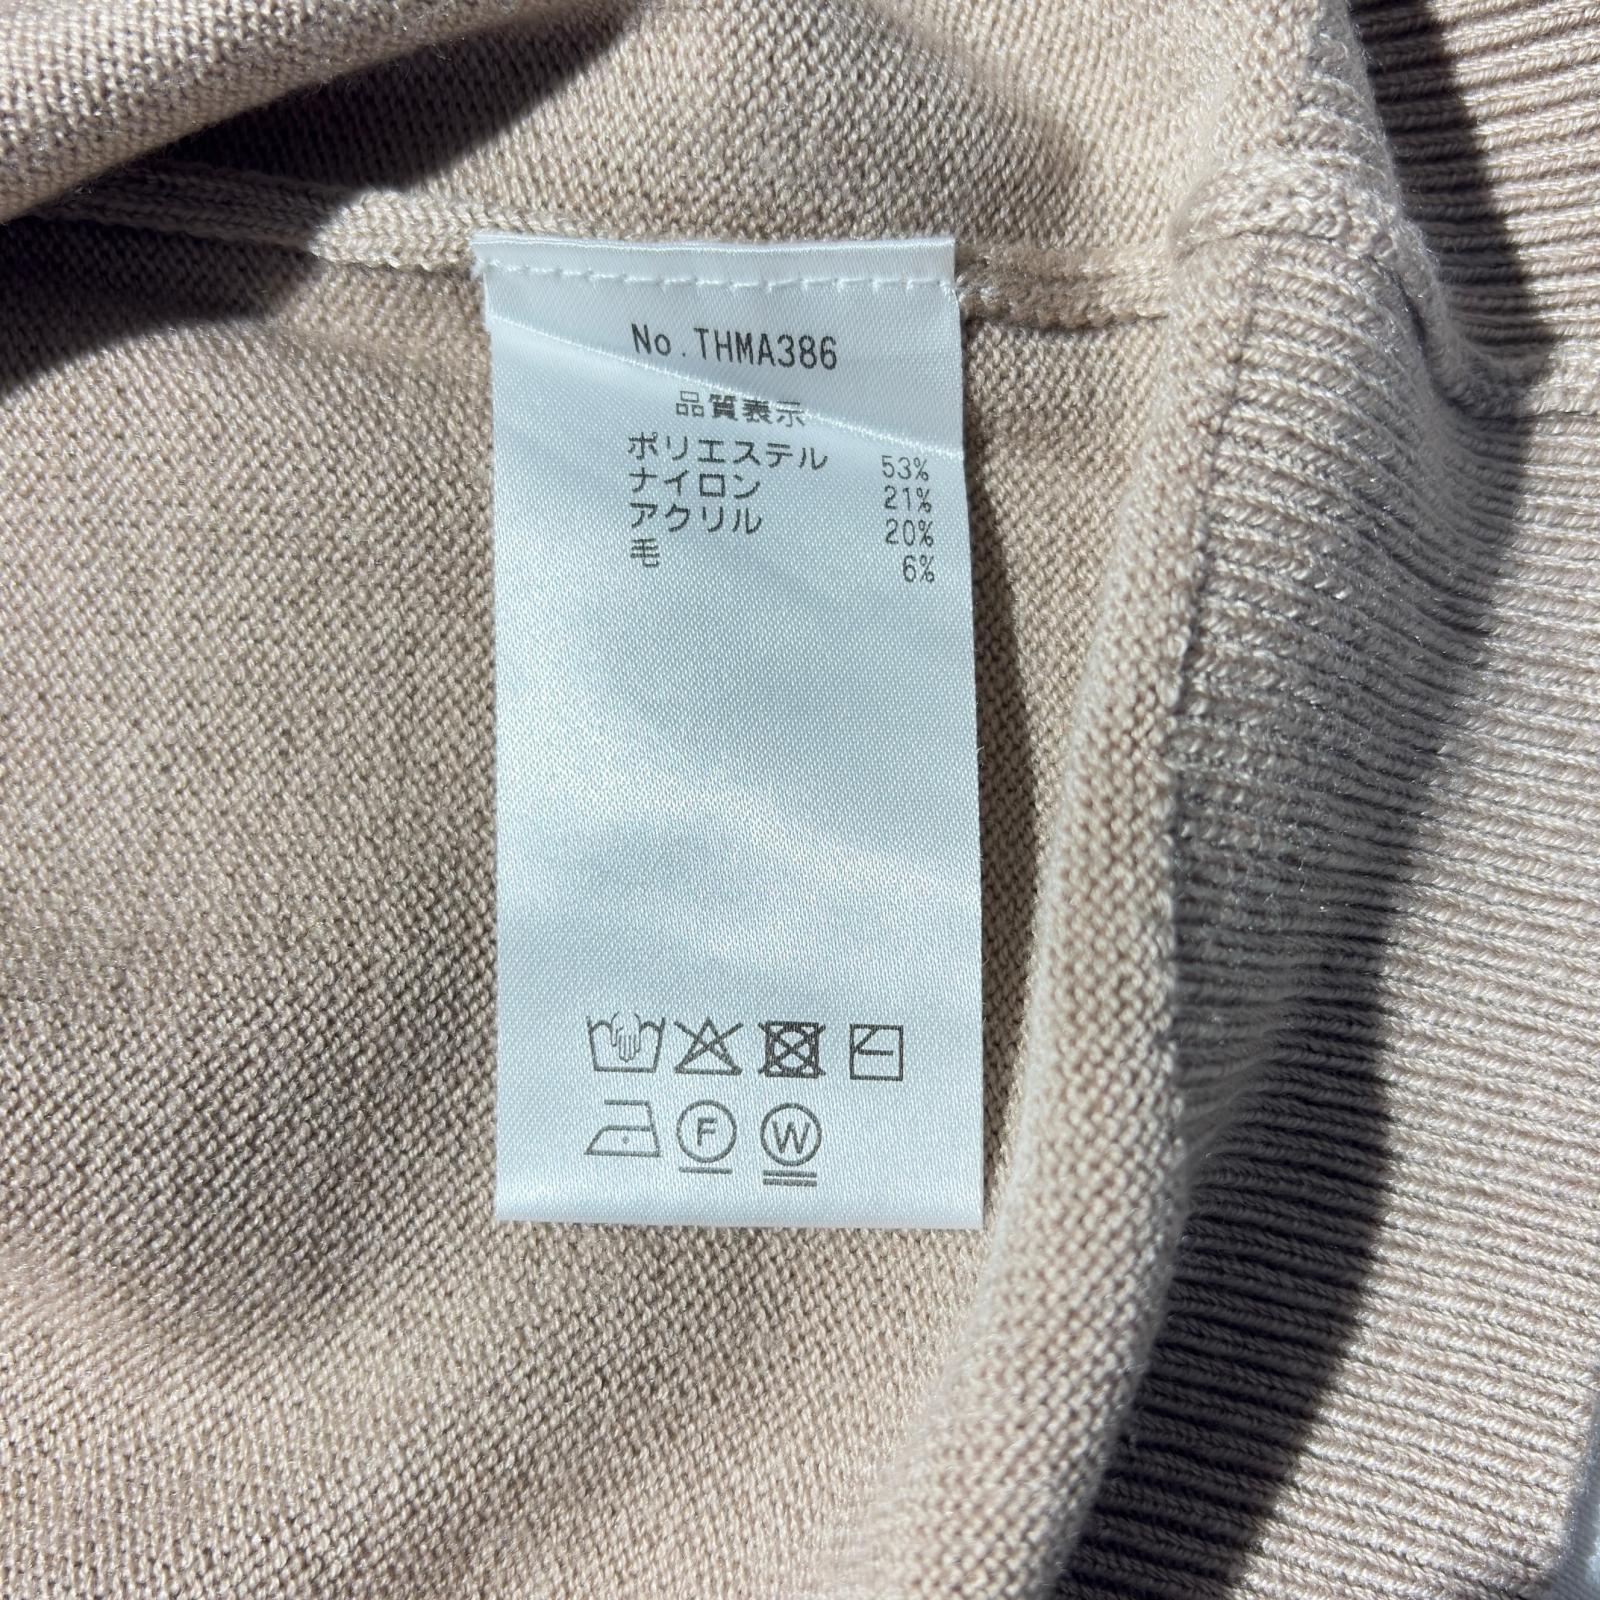 No.THMA386
品質表示
ポリエステル 53%
ナイロン 21%
アクリル 20%
毛 6%
F W